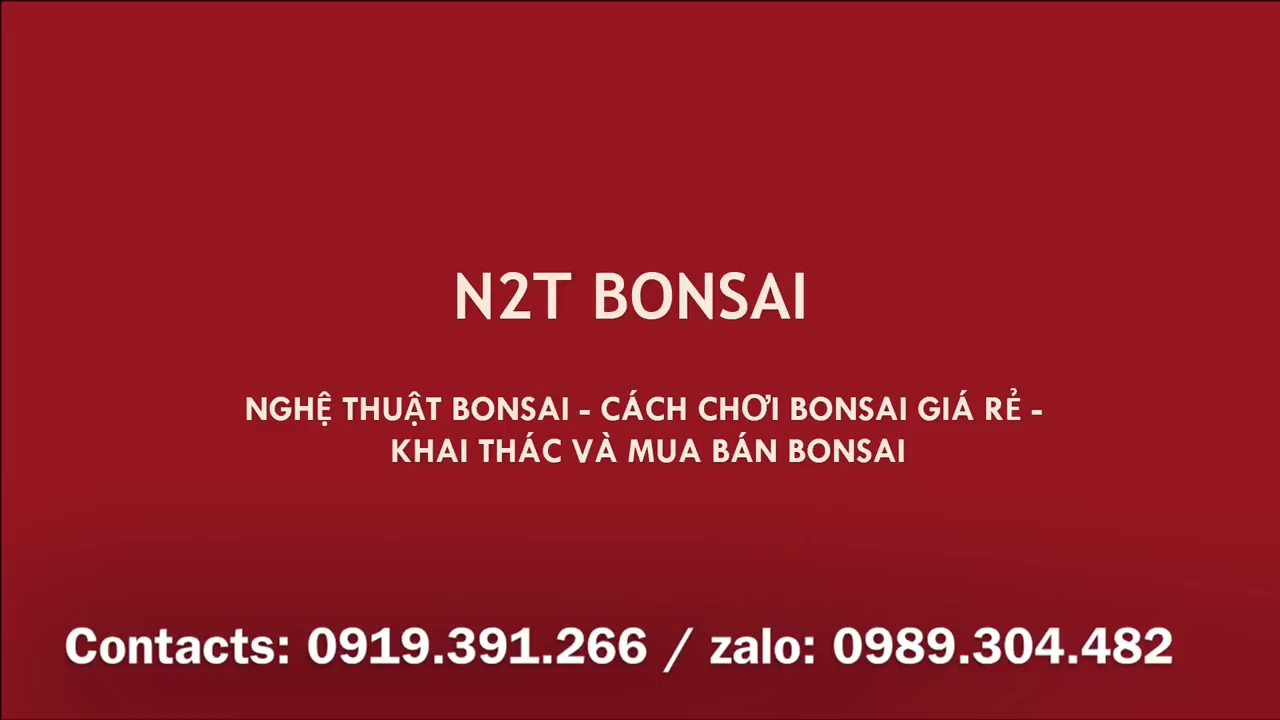 N2T BONSAI
NGHỆ THUẬT BONSAI - CÁCH CHƠI BONSAI GIÁ RẺ -
KHAI THÁC VÀ MUA BÁN BONSAI
Contacts: 0919.391.266 / zalo: 0989.304.482